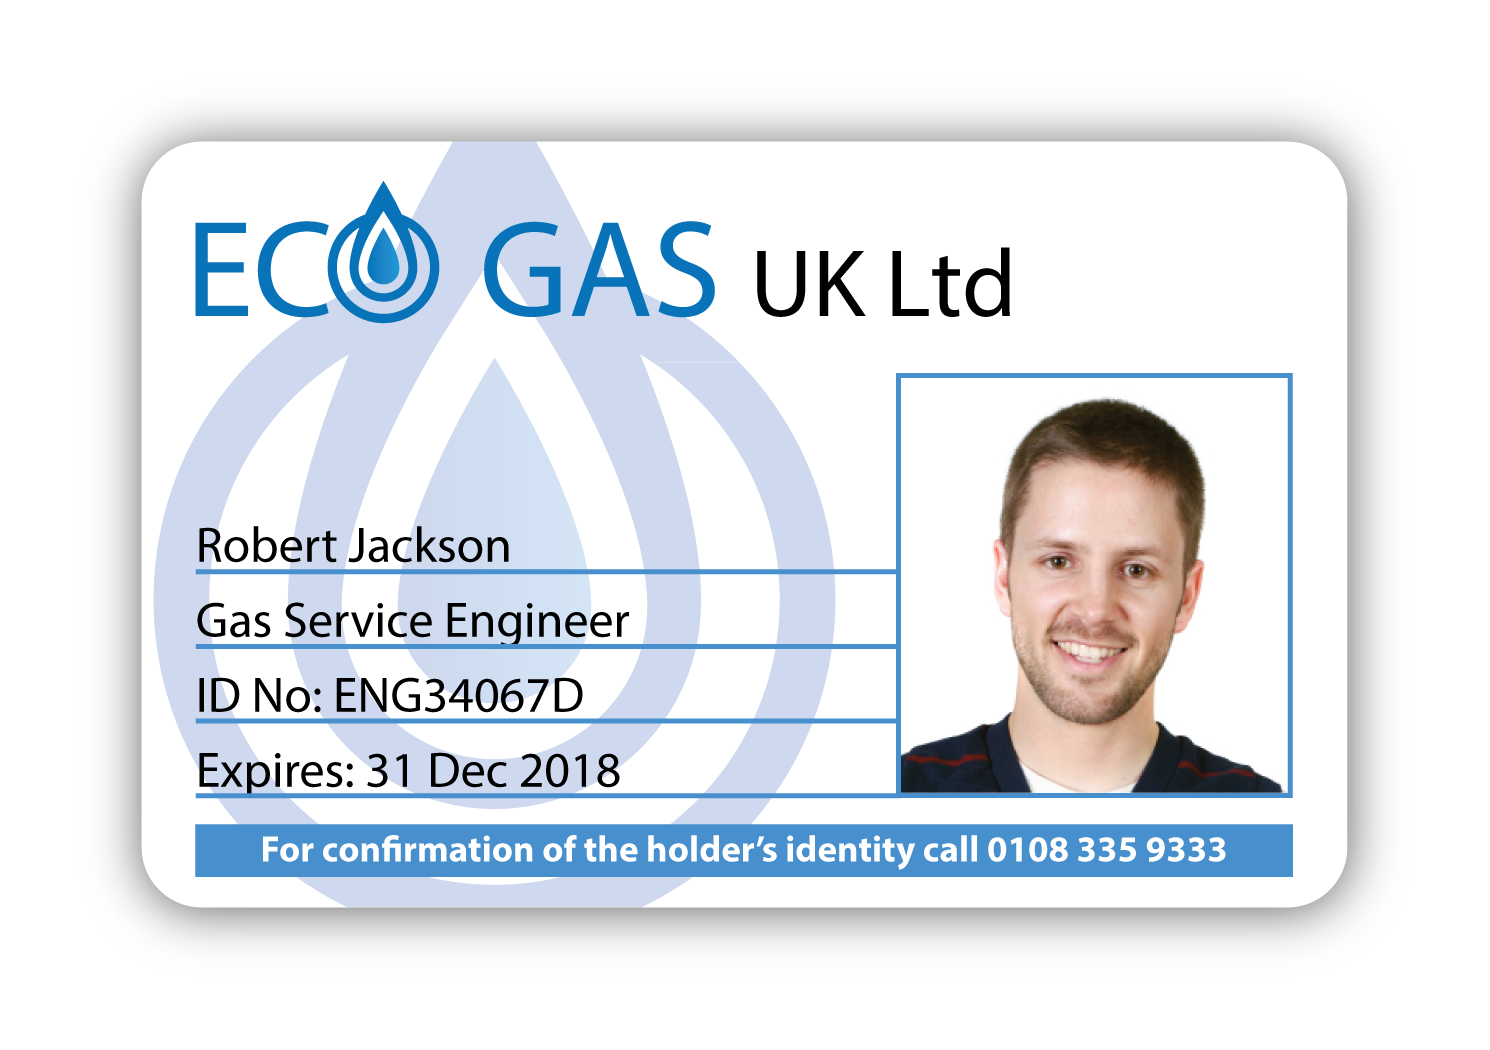 ECO GAS UK Ltd
Robert Jackson
Gas Service Engineer
ID No: ENG34067D
Expires: 31 Dec 2018
For confirmation of the holder’s identity call 0108 335 9333